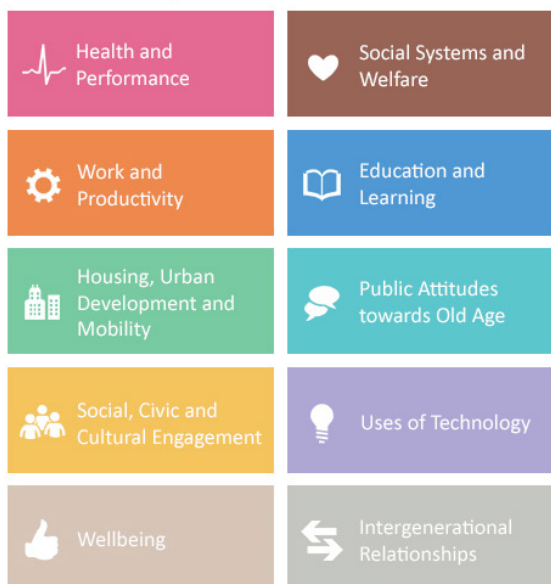 Health and
Performance
Social Systems and
Welfare
Work and
Productivity
Education and
Learning
Housing, Urban
Development and
Mobility
Public Attitudes
towards Old Age
Social, Civic and
Cultural Engagement
Uses of Technology
Wellbeing
Intergenerational
Relationships